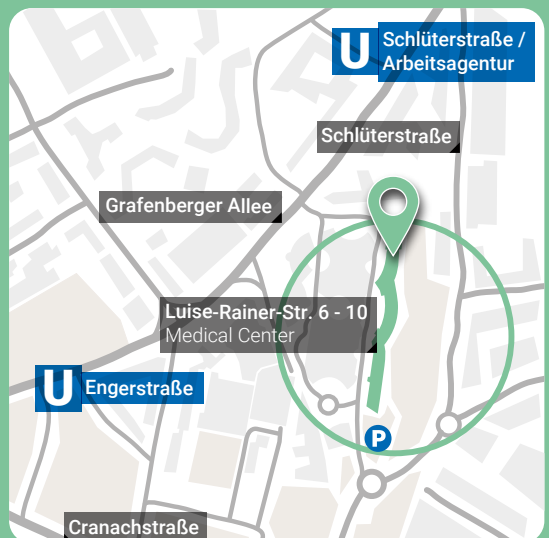 U
Schlüterstraße /
Arbeitsagentur
Schlüterstraße
Grafenberger Allee
Luise-Rainer-Str. 6 - 10
Medical Center
U
Engerstraße
P
Cranachstraße